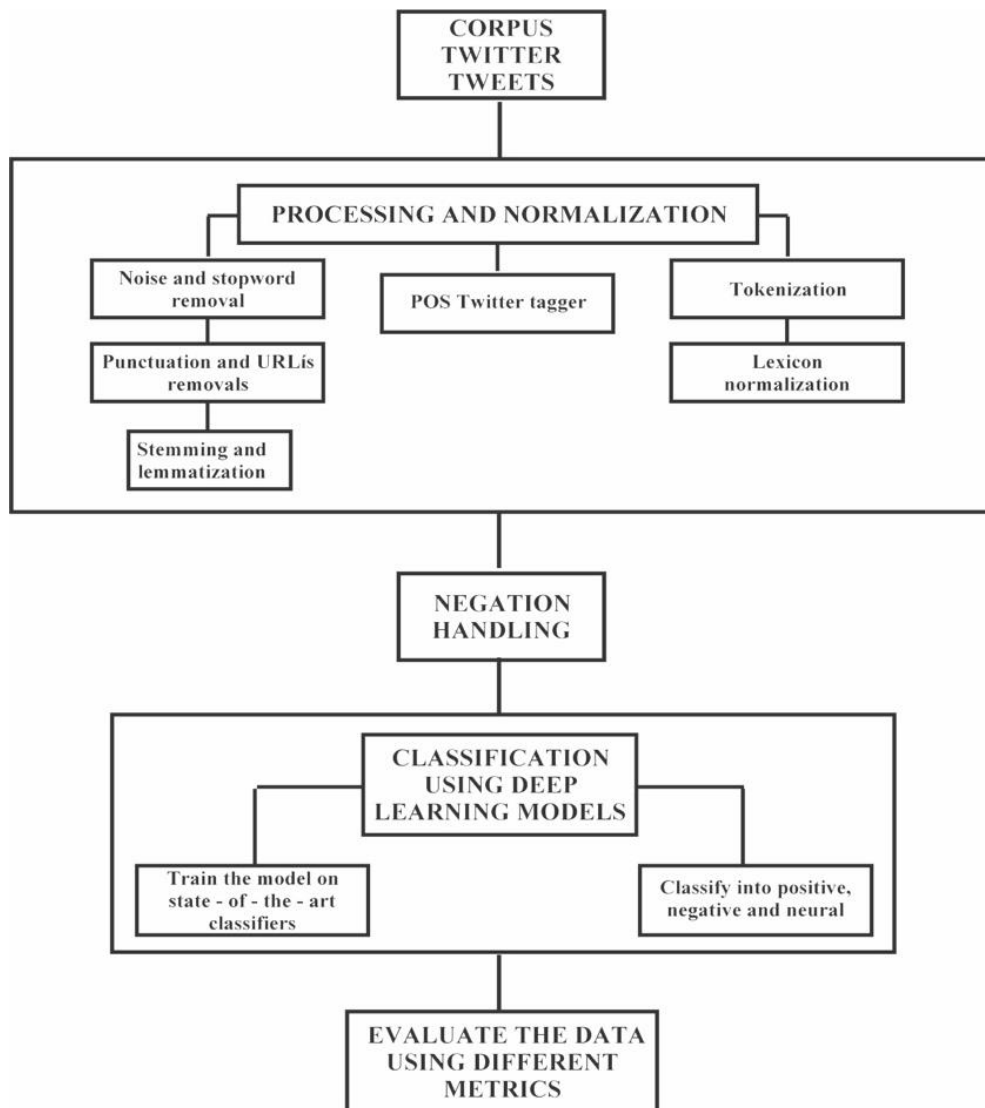 CORPUS
TWITTER
TWEETS
PROCESSING AND NORMALIZATION
Noise and stopword
removal
POS Twitter tagger
Tokenization
Punctuation and URLís
removals
Lexicon
normalization
Stemming and
lemmatization
NEGATION
HANDLING
CLASSIFICATION
USING DEEP
LEARNING MODELS
Train the model on
state - of - the - art
classifiers
Classify into positive,
negative and neural
EVALUATE THE DATA
USING DIFFERENT
METRICS